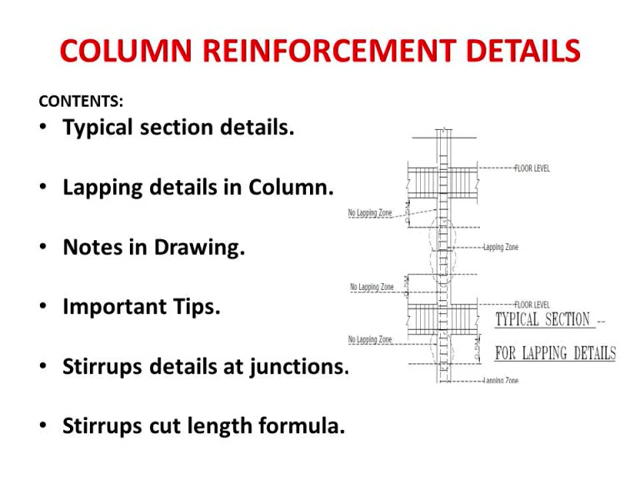 COLUMN REINFORCEMENT DETAILS
CONTENTS:
• Typical section details.
• Lapping details in Column.
• Notes in Drawing.
• Important Tips.
• Stirrups details at junctions.
• Stirrups cut length formula.
FLOOR LEVEL
No Lapping Zone
Lapping Zone
No Lapping Zone
FLOOR LEVEL
TYPICAL SECTION --
No Lapping Zone
FOR LAPPING DETAILS
Lapping Zone